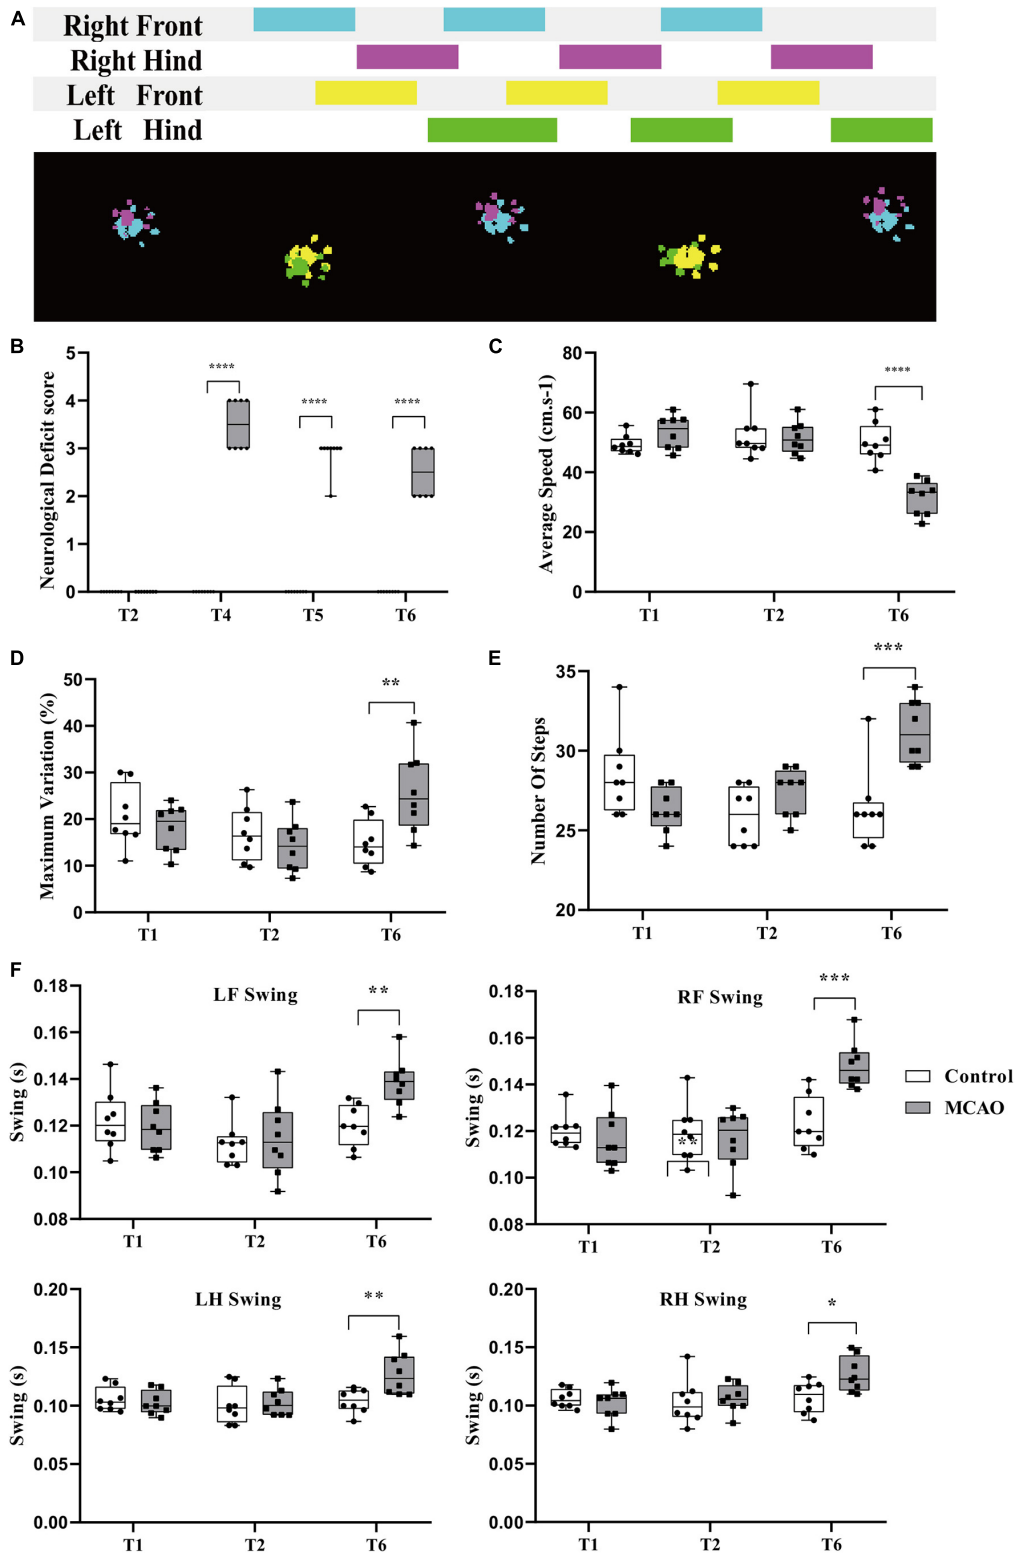 A
Right Front
Right Hind
Left Front
Left Hind
B
Neurological Deficit score
5
4
3
2
1
0
****
****
****
T2 T4 T5 T6
C
Average Speed (cm.s-1)
80
60
40
20
0
****
T1 T2 T6
D
Maximum Variation (%)
50
40
30
20
10
0
**
T1 T2 T6
E
Number Of Steps
35
30
25
20
***
T1 T2 T6
F
LF Swing
Swing (s)
0.18
0.16
0.14
0.12
0.10
0.08
**
T1 T2 T6
RF Swing
Swing (s)
0.18
0.16
0.14
0.12
0.10
0.08
**
***
T1 T2 T6
Control
MCAO
LH Swing
Swing (s)
0.20
0.15
0.10
0.05
0.00
**
T1 T2 T6
RH Swing
Swing (s)
0.20
0.15
0.10
0.05
0.00
*
T1 T2 T6